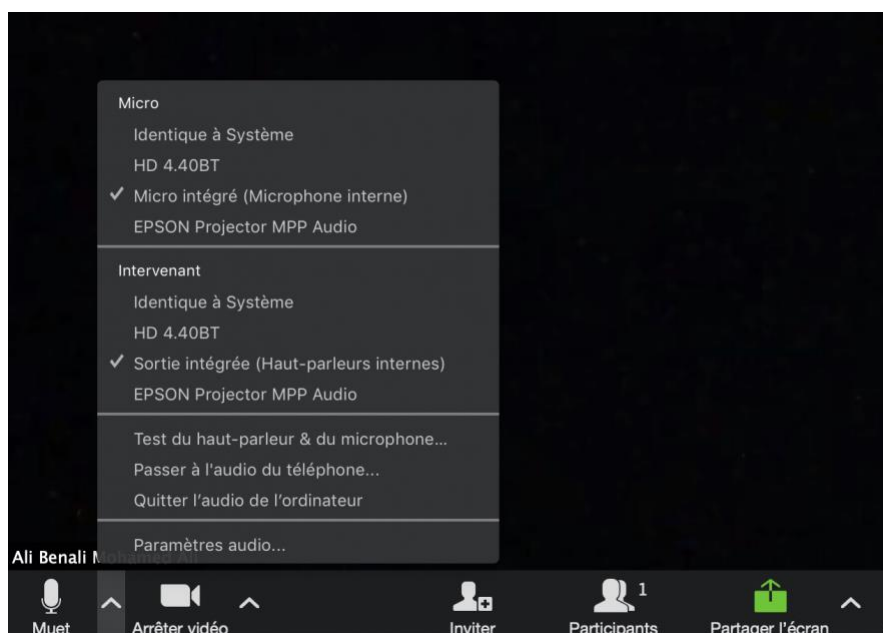 Micro
Identique à Système
HD 4.40BT
Micro intégré (Microphone interne)
EPSON Projector MPP Audio
Intervenant
Identique à Système
HD 4.40BT
Sortie intégrée (Haut-parleurs internes)
EPSON Projector MPP Audio
Test du haut-parleur & du microphone...
Passer à l'audio du téléphone...
Quitter l'audio de l'ordinateur
Paramètres audio...
Ali Benali Mohamed Ali
1
Muet Arrêter vidéo Inviter Participants Partager l'écran